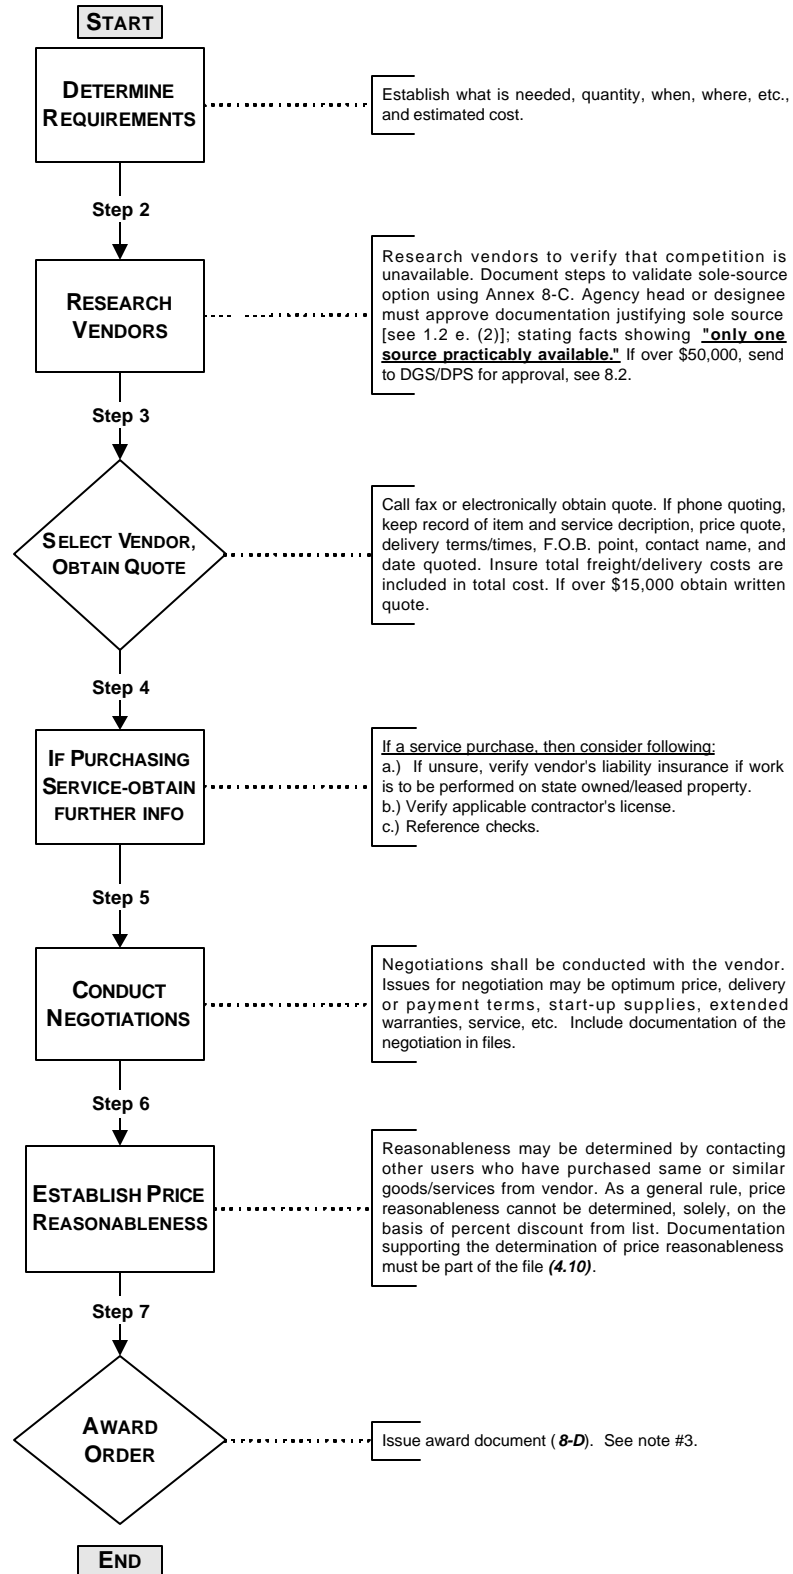 START
DETERMINE
REQUIREMENTS
Establish what is needed, quantity, when, where, etc.,
and estimated cost.
Step 2
RESEARCH
VENDORS
Research vendors to verify that competition is
unavailable. Document steps to validate sole-source
option using Annex 8-C. Agency head or designee
must approve documentation justifying sole source
[see 1.2 e. (2)]; stating facts showing "only one
source practicably available." If over $50,000, send
to DGS/DPS for approval, see 8.2.
Step 3
SELECT VENDOR,
OBTAIN QUOTE
Call fax or electronically obtain quote. If phone quoting,
keep record of item and service decription, price quote,
delivery terms/times, F.O.B. point, contact name, and
date quoted. Insure total freight/delivery costs are
included in total cost. If over $15,000 obtain written
quote.
Step 4
IF PURCHASING
SERVICE-OBTAIN
FURTHER INFO
If a service purchase, then consider following:
a.) If unsure, verify vendor's liability insurance if work
is to be performed on state owned/leased property.
b.) Verify applicable contractor's license.
c.) Reference checks.
Step 5
CONDUCT
NEGOTIATIONS
Negotiations shall be conducted with the vendor.
Issues for negotiation may be optimum price, delivery
or payment terms, start-up supplies, extended
warranties, service, etc. Include documentation of the
negotiation in files.
Step 6
ESTABLISH PRICE
REASONABLENESS
Reasonableness may be determined by contacting
other users who have purchased same or similar
goods/services from vendor. As a general rule, price
reasonableness cannot be determined, solely, on the
basis of percent discount from list. Documentation
supporting the determination of price reasonableness
must be part of the file (4.10).
Step 7
AWARD
ORDER
Issue award document ( 8-D). See note #3.
END